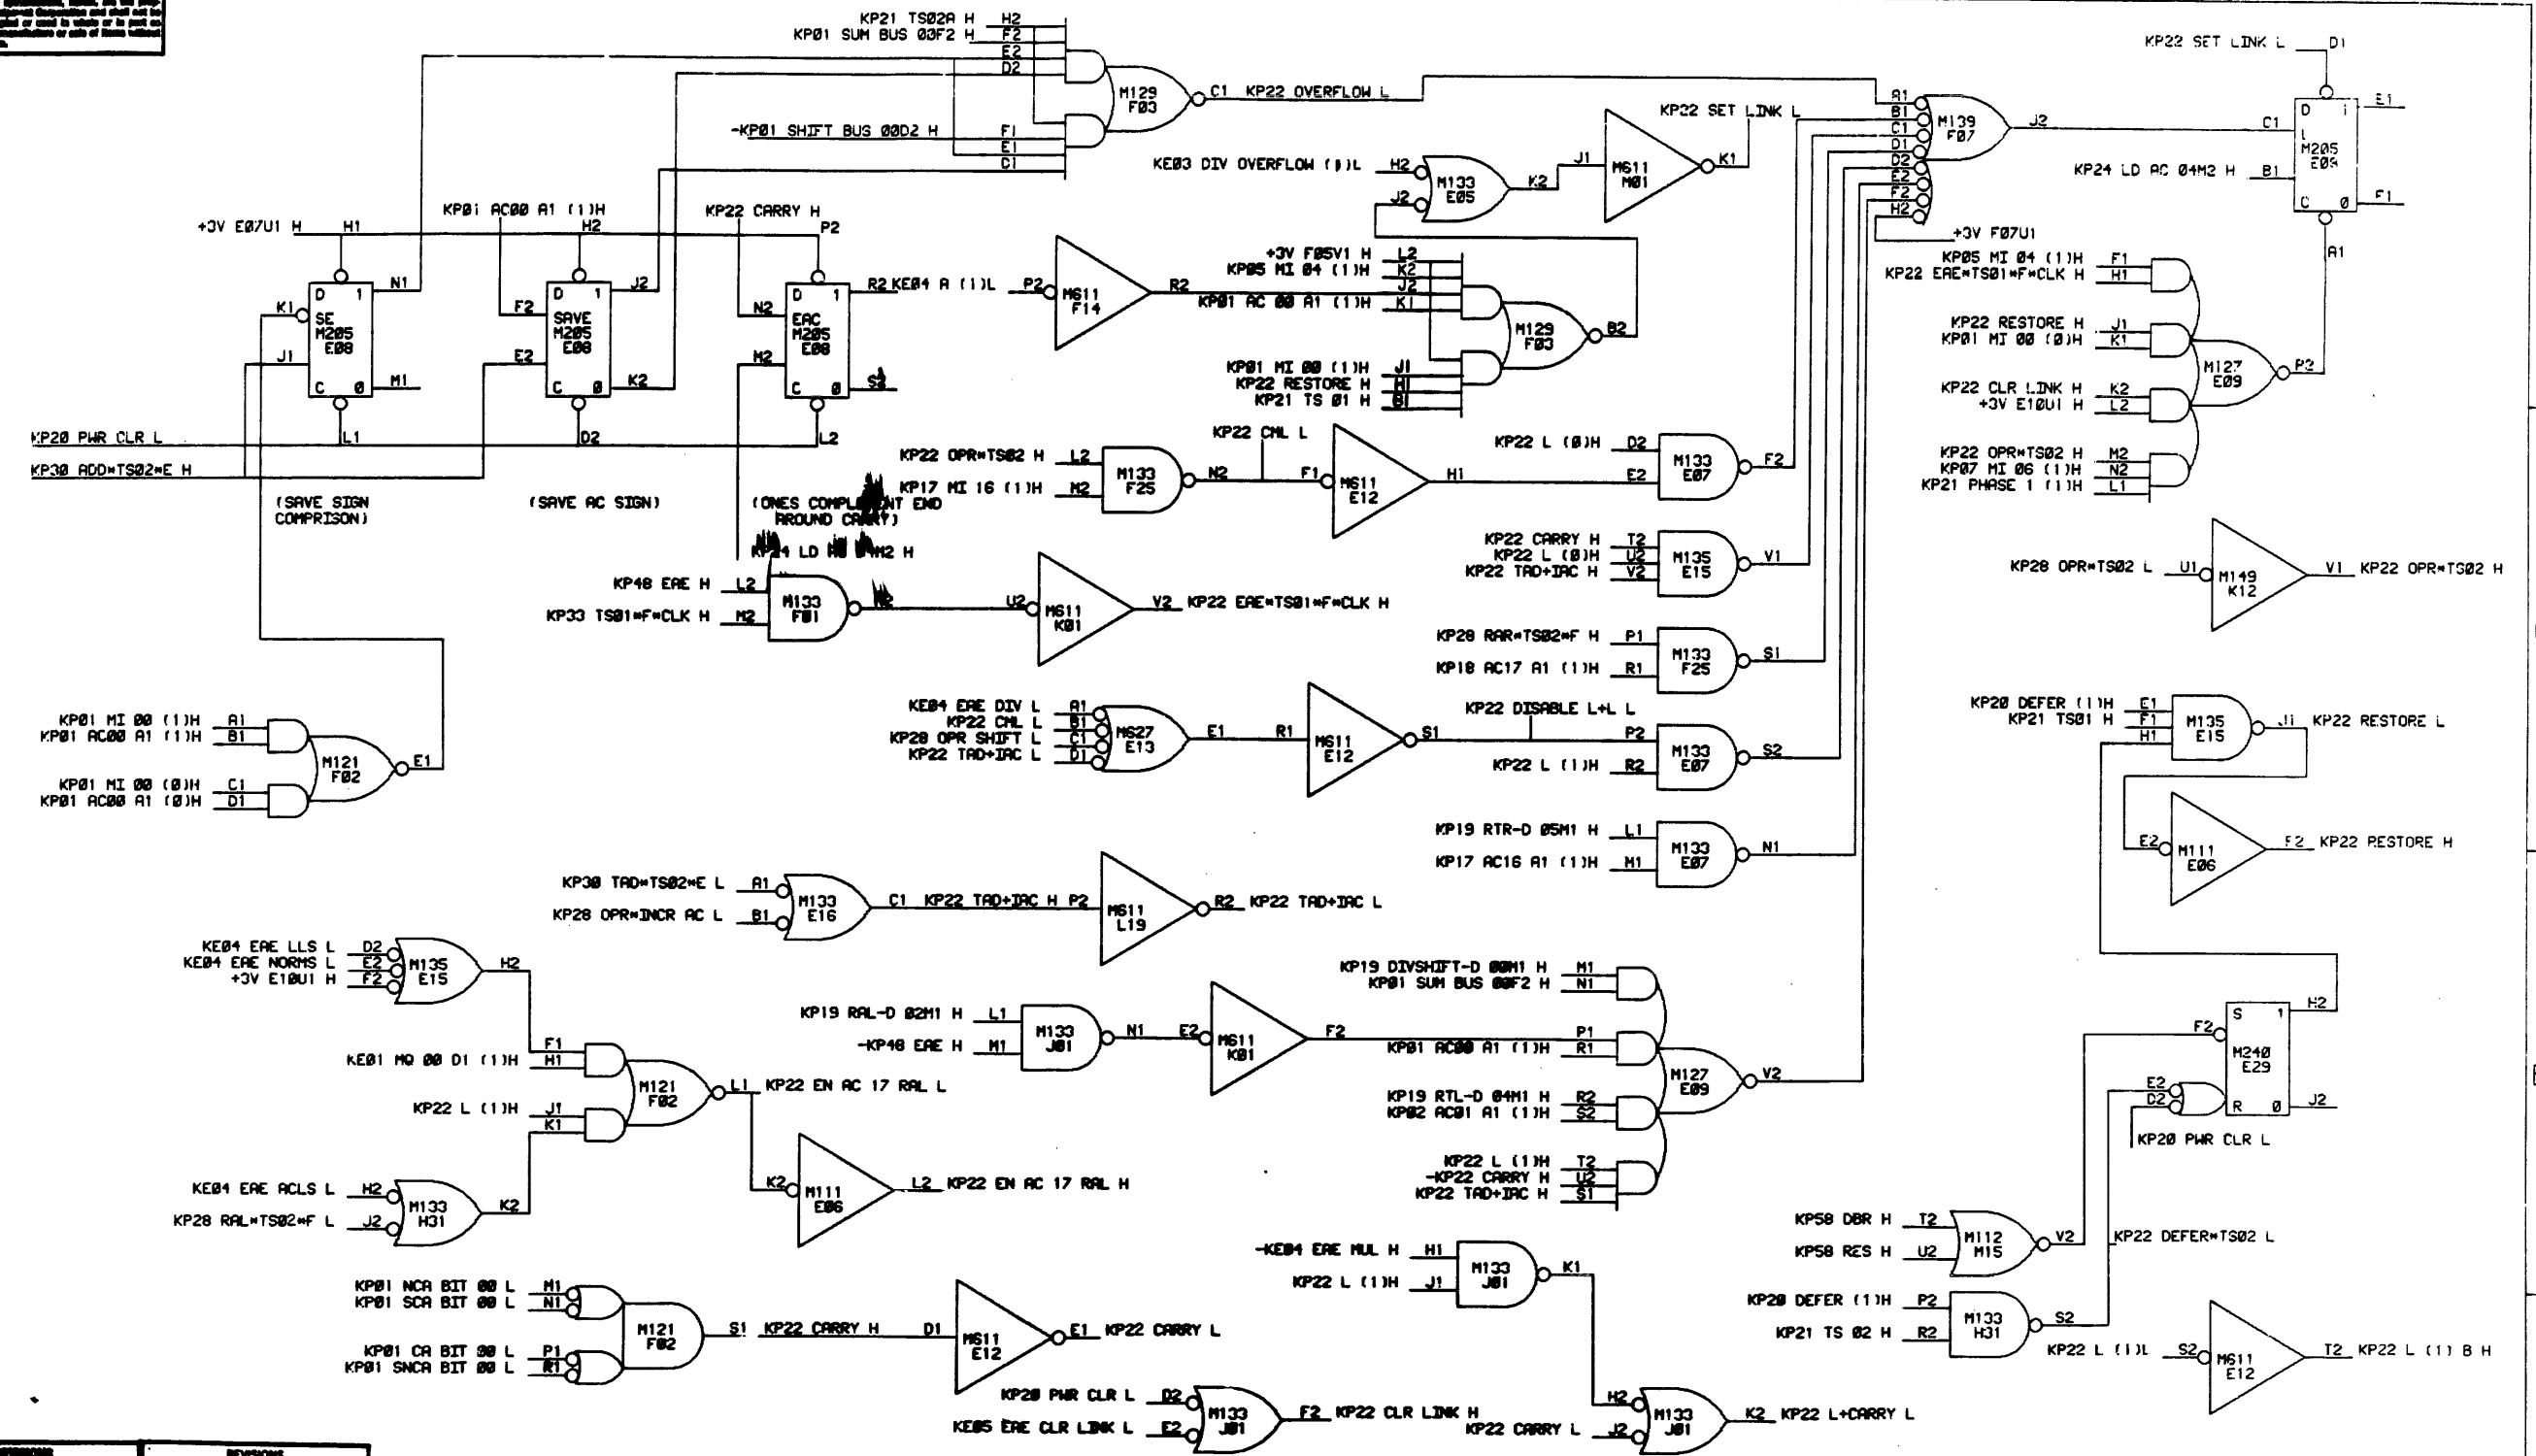 KP21 TS02A H H2
KP01 SUM BUS 00F2 H F2
E2
D2
M129
F03
C1 KP22 OVERFLOW L
-KP01 SHIFT BUS 00D2 H F1
E1
D1
KP22 SET LINK L D1
D 1
L
M205
C 0
E1
C1
KP24 LD AC 04M2 H B1
F1
A1
A1
B1
C1
D1
D2
E2
F2
H2
M139
F07
J2
+3V F07U1
KP22 SET LINK L
KE03 DIV OVERFLOW (1)L H2
J2
M133
E05
K2
J1
M611
M01
K1
+3V E07U1 H H1
KP01 AC00 A1 (1)H
H2
KP22 CARRY H
P2
D 1
SE
M205
E08
C 0
K1
J1
N1
M1
L1
D 1
SAVE
M205
E08
C 0
F2
E2
J2
K2
D2
D 1
EAC
M205
E08
C 0
N2
M2
R2
L2
KP20 PWR CLR L
KP30 ADD*TS02*E H
(SAVE SIGN
COMPRISON)
(SAVE AC SIGN)
(ONES COMPLEMENT END
AROUND CARRY)
KE04 A (1)L P2
M611
F14
R2
+3V F05V1 H L2
KP05 MI 04 (1)H K2
J2
KP01 AC 00 A1 (1)H K1
M129
F03
B2
KP01 MI 00 (1)H J1
KP22 RESTORE H H1
KP21 TS 01 H B1
KP05 MI 04 (1)H F1
KP22 EAE*TS01*F*CLK H H1
KP22 RESTORE H J1
KP01 MI 00 (0)H K1
KP22 CLR LINK H K2
+3V E10U1 H L2
KP22 OPR*TS02 H M2
KP07 MI 06 (1)H N2
KP21 PHASE 1 (1)H L1
M127
E09
P2
KP22 OPR*TS02 H L2
KP17 MI 16 (1)H M2
M133
F25
N2
KP22 CML L
F1
M611
E12
H1
KP22 L (0)H D2
E2
M133
E07
F2
KP22 CARRY H T2
KP22 L (0)H U2
KP22 TAD+IAC H V2
M135
E15
V1
KP28 OPR*TS02 L U1
M149
K12
V1 KP22 OPR*TS02 H
KP48 EAE H L2
KP33 TS01*F*CLK H M2
M133
F01
U2
M611
K01
V2 KP22 EAE*TS01*F*CLK H
KP28 RAR*TS02*F H P1
KP18 AC17 A1 (1)H R1
M133
F25
S1
KP01 MI 00 (1)H A1
KP01 AC00 A1 (1)H B1
KP01 MI 00 (0)H C1
KP01 AC00 A1 (0)H D1
M121
F02
E1
KE04 EAE DIV L A1
KP22 CML L B1
KP28 OPR SHIFT L C1
KP22 TAD+IAC L D1
M627
E13
E1
R1
M611
E12
S1
KP22 DISABLE L+L L
P2
KP22 L (1)H R2
M133
E07
S2
KP20 DEFER (1)H E1
KP21 TS01 H F1
H1
M135
E15
J1 KP22 RESTORE L
E2
M111
E06
F2 KP22 RESTORE H
KP19 RTR-D 05M1 H L1
KP17 AC16 A1 (1)H M1
M133
E07
N1
KP30 TAD*TS02*E L A1
KP28 OPR*INCR AC L B1
M133
E16
C1 KP22 TAD+IAC H P2
M611
L19
R2 KP22 TAD+IAC L
KE04 EAE LLS L D2
KE04 EAE NORMS L E2
+3V E10U1 H F2
M135
E15
H2
KE01 MQ 00 D1 (1)H
F1
H1
KP22 L (1)H J1
K1
M121
F02
L1 KP22 EN AC 17 RAL L
K2
M111
E06
L2 KP22 EN AC 17 RAL H
KE04 EAE ACLS L H2
KP28 RAL*TS02*F L J2
M133
H31
K2
KP19 RAL-D 02M1 H L1
-KP48 EAE H M1
M133
J01
N1
E2
M611
K01
F2
KP19 DIVSHIFT-D 00M1 H M1
KP01 SUM BUS 00F2 H N1
P1
KP01 AC00 A1 (1)H R1
KP19 RTL-D 04M1 H R2
KP02 AC01 A1 (1)H S2
KP22 L (1)H T2
-KP22 CARRY H U2
KP22 TAD+IAC H S1
M127
E09
V2
S 1
M240
E29
R 0
F2
E2
D2
H2
J2
KP20 PWR CLR L
KP58 DBR H T2
KP58 RES H U2
M112
M15
V2
KP22 DEFER*TS02 L
KP20 DEFER (1)H P2
KP21 TS 02 H R2
M133
H31
S2
KP22 L (1)L S2
M611
E12
T2 KP22 L (1) B H
KP01 NCA BIT 00 L M1
KP01 SCA BIT 00 L N1
KP01 CA BIT 00 L P1
KP01 SNCA BIT 00 L R1
M121
F02
S1 KP22 CARRY H D1
M611
E12
E1 KP22 CARRY L
-KE04 EAE MUL H H1
KP22 L (1)H J1
M133
J01
K1
KP20 PWR CLR L D2
KE05 EAE CLR LINK L E2
M133
J01
F2 KP22 CLR LINK H
H2
KP22 CARRY L J2
M133
J01
K2 KP22 L+CARRY L
REVISIONS